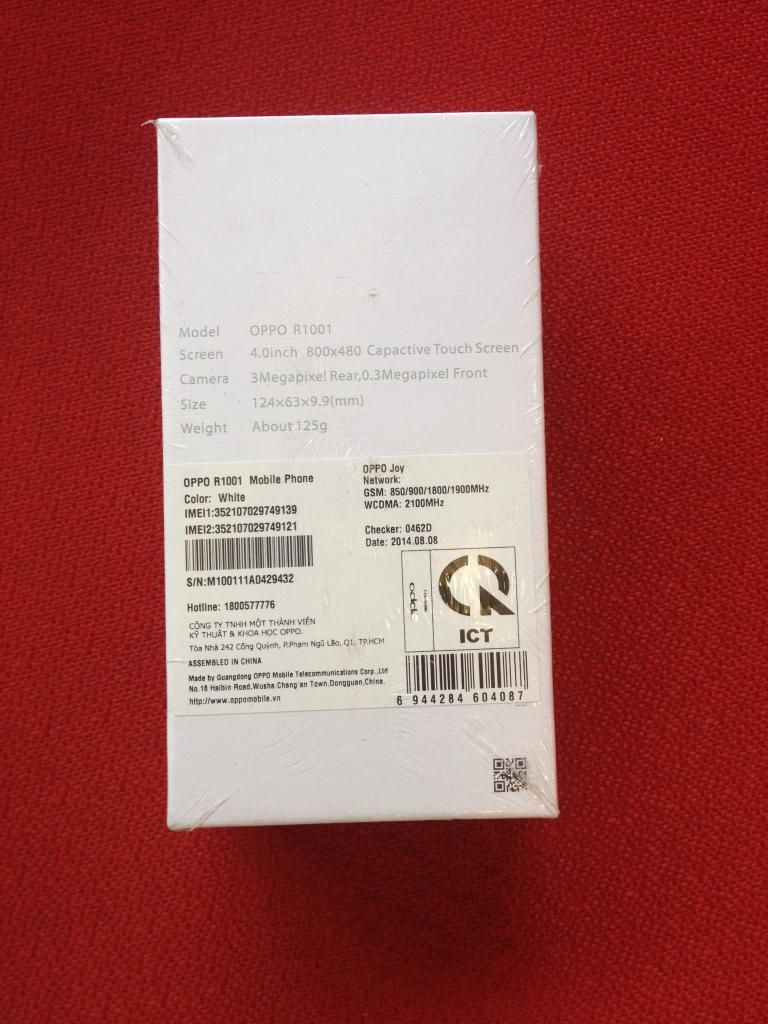 Model OPPO R1001
Screen 4.0inch 800x480 Capactive Touch Screen
Camera 3Megapixel Rear,0.3Megapixel Front
Size 124×63×9.9(mm)
Weight About 125g
OPPO R1001 Mobile Phone
Color: White
IMEI1:352107029749139
IMEI2:352107029749121
S/N:M100111A0429432
Hotline: 1800577776
CÔNG TY TNHH MỘT THÀNH VIÊN
KỸ THUẬT & KHOA HỌC OPPO.
Tòa Nhà 242 Cống Quỳnh, P.Phạm Ngũ Lão, Q1, TP.HCM
ASSEMBLED IN CHINA
Made by Guangdong OPPO Mobile Telecommunications Corp.,Ltd
No.18 Haibin Road,Wusha,Chang'an Town,Dongguan,China.
http://www.oppomobile.vn
OPPO Joy
Network:
GSM: 850/900/1800/1900MHz
WCDMA: 2100MHz
Checker: 0462D
Date: 2014.08.08
oppo
ICT
6 944284 604087